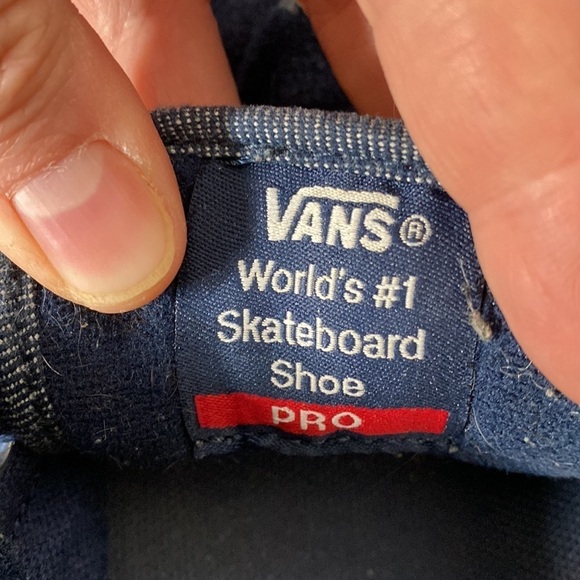 VANS®
World's #1
Skateboard
Shoe
PRO